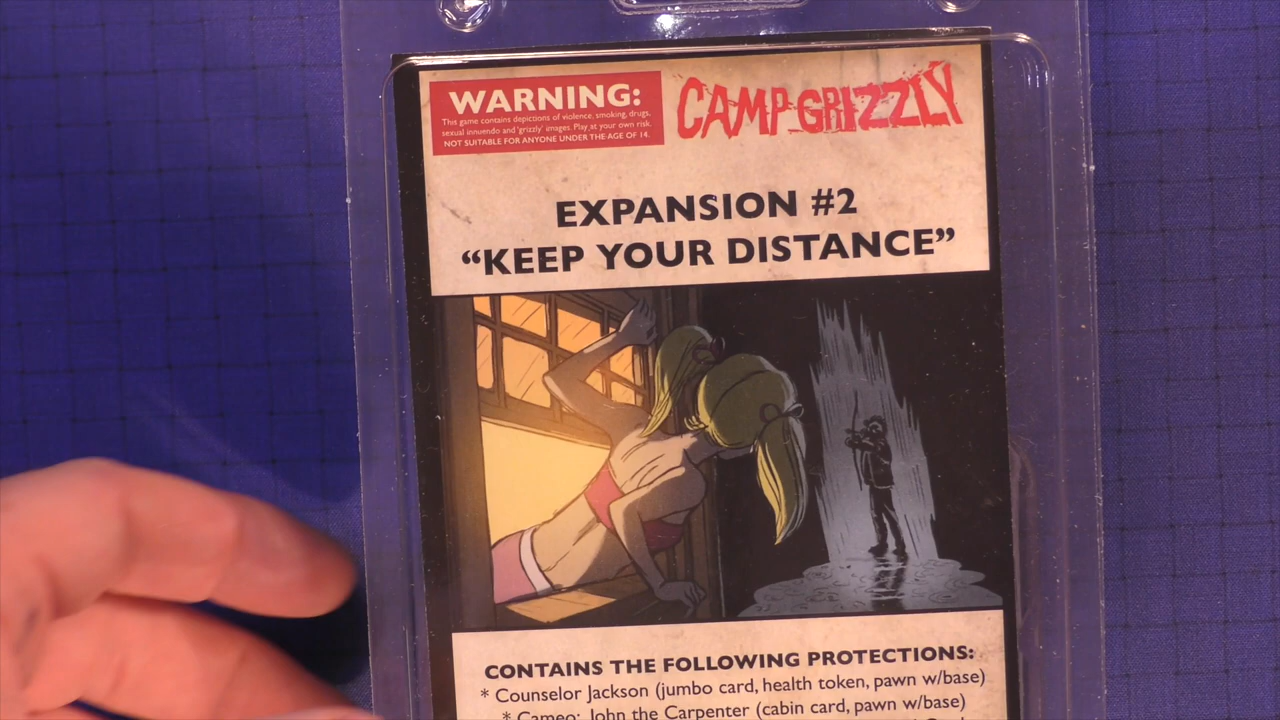 WARNING:
This game contains depictions of violence, smoking, drugs,
sexual innuendo and 'grizzly' images. Play at your own risk.
NOT SUITABLE FOR ANYONE UNDER THE AGE OF 14.
CAMP GRIZZLY
EXPANSION #2
“KEEP YOUR DISTANCE”
CONTAINS THE FOLLOWING PROTECTIONS:
* Counselor Jackson (jumbo card, health token, pawn w/base)
* Cameo: John the Carpenter (cabin card, pawn w/base)